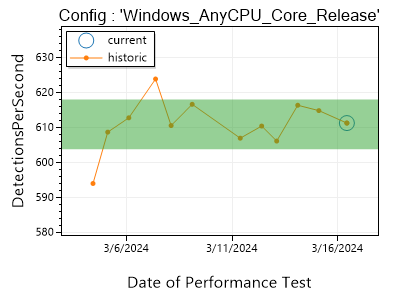 Config : 'Windows_AnyCPU_Core_Release'
current
historic
DetectionsPerSecond
630
620
610
600
590
580
3/6/2024
3/11/2024
3/16/2024
Date of Performance Test